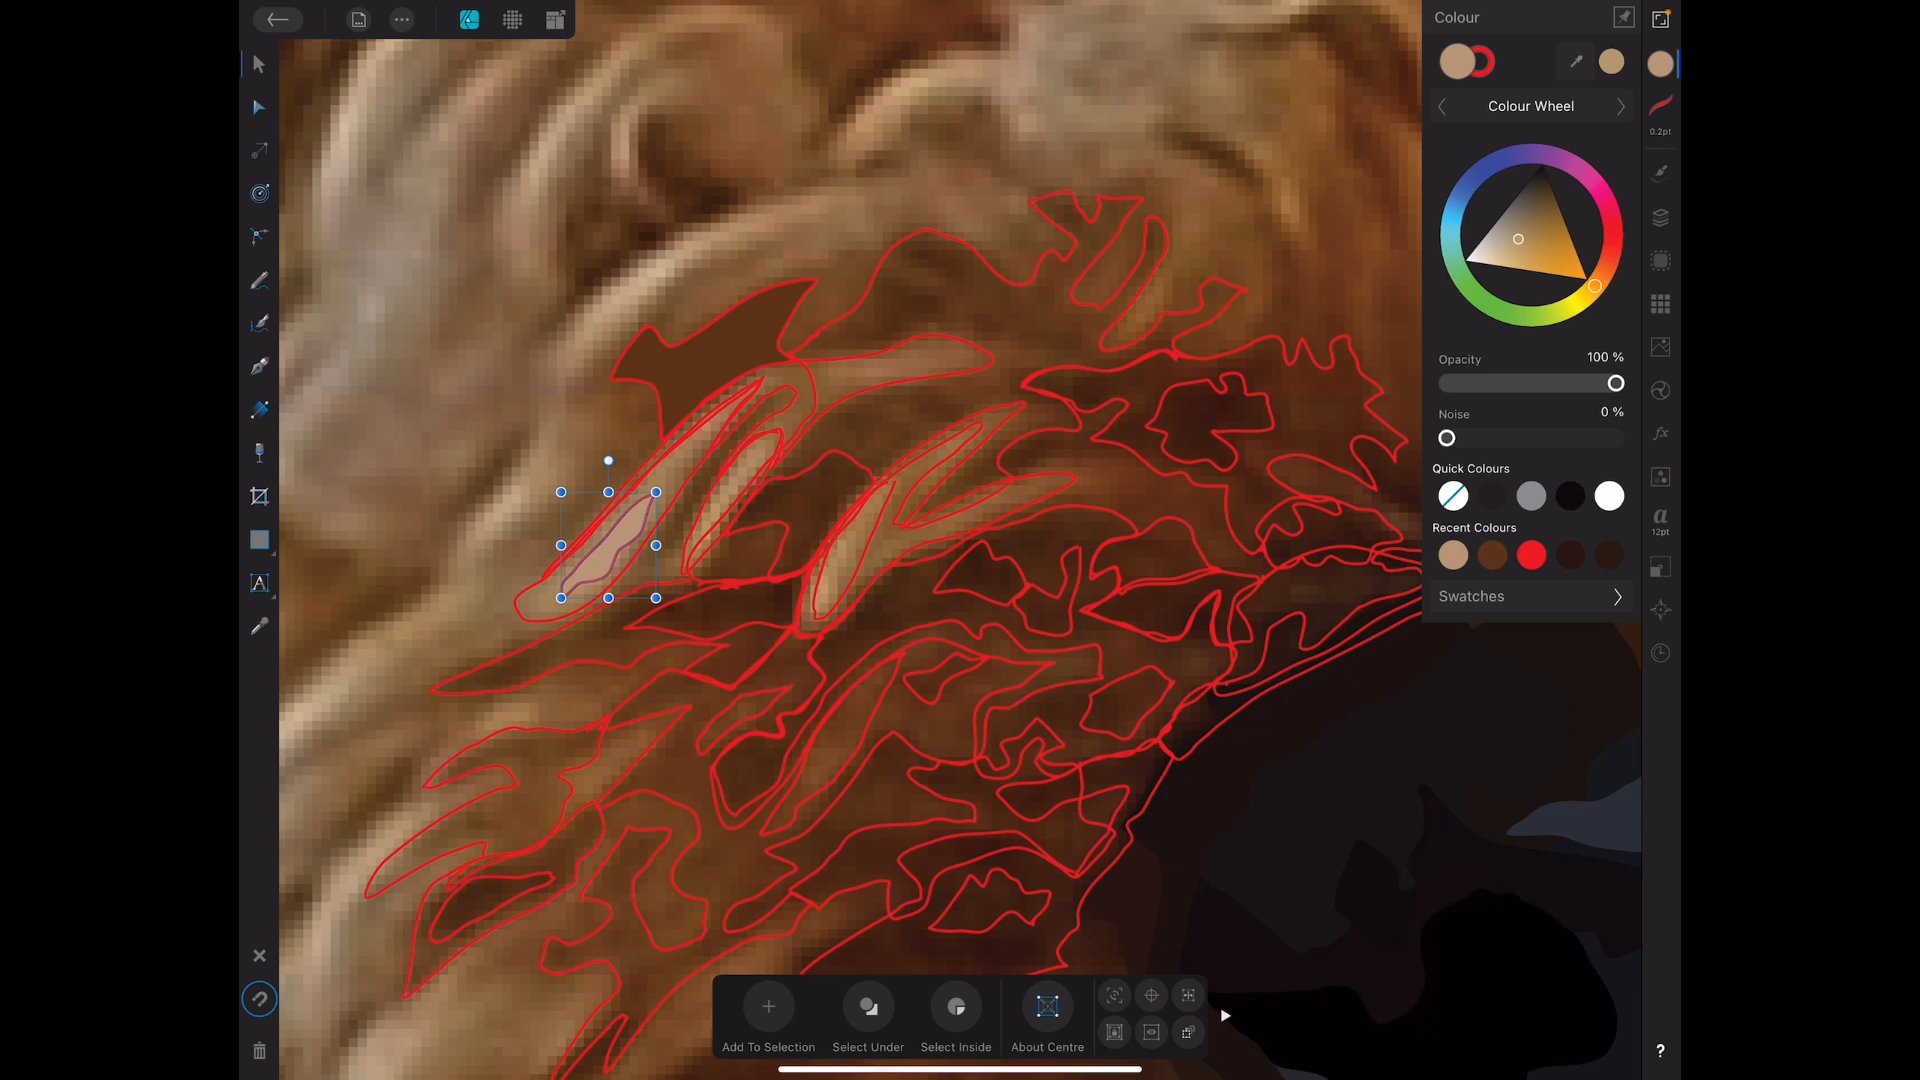 Colour
Colour Wheel
0.2pt
Opacity 100 %
Noise 0 %
Quick Colours
Recent Colours
a
12pt
Swatches
A
Add To Selection
Select Under
Select Inside
About Centre
?